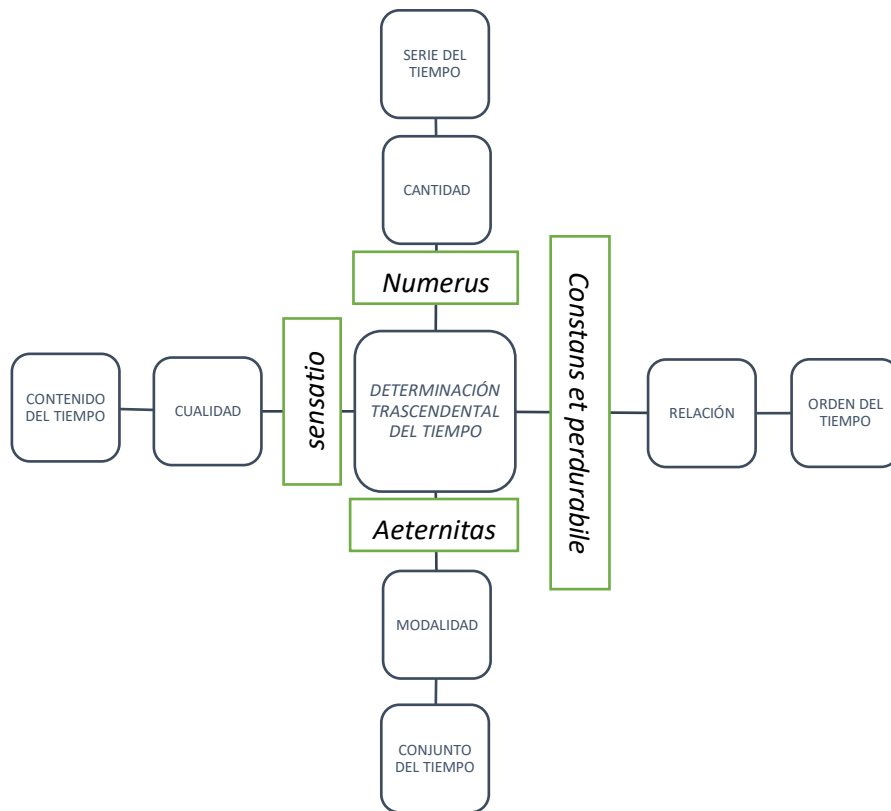 SERIE DEL
TIEMPO
CANTIDAD
Numerus
Constans et perdurabile
sensatio
DETERMINACIÓN
TRASCENDENTAL
DEL TIEMPO
CONTENIDO
DEL TIEMPO
CUALIDAD
RELACIÓN
ORDEN DEL
TIEMPO
Aeternitas
MODALIDAD
CONJUNTO
DEL TIEMPO